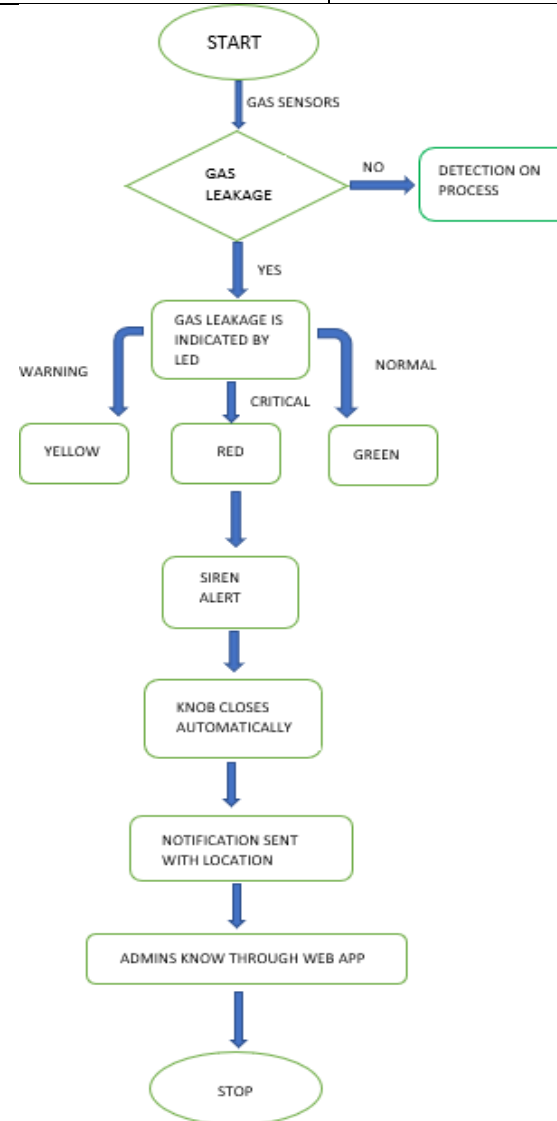 START
GAS SENSORS
GAS
LEAKAGE
NO
DETECTION ON
PROCESS
YES
GAS LEAKAGE IS
INDICATED BY
LED
WARNING
CRITICAL
NORMAL
YELLOW
RED
GREEN
SIREN
ALERT
KNOB CLOSES
AUTOMATICALLY
NOTIFICATION SENT
WITH LOCATION
ADMINS KNOW THROUGH WEB APP
STOP